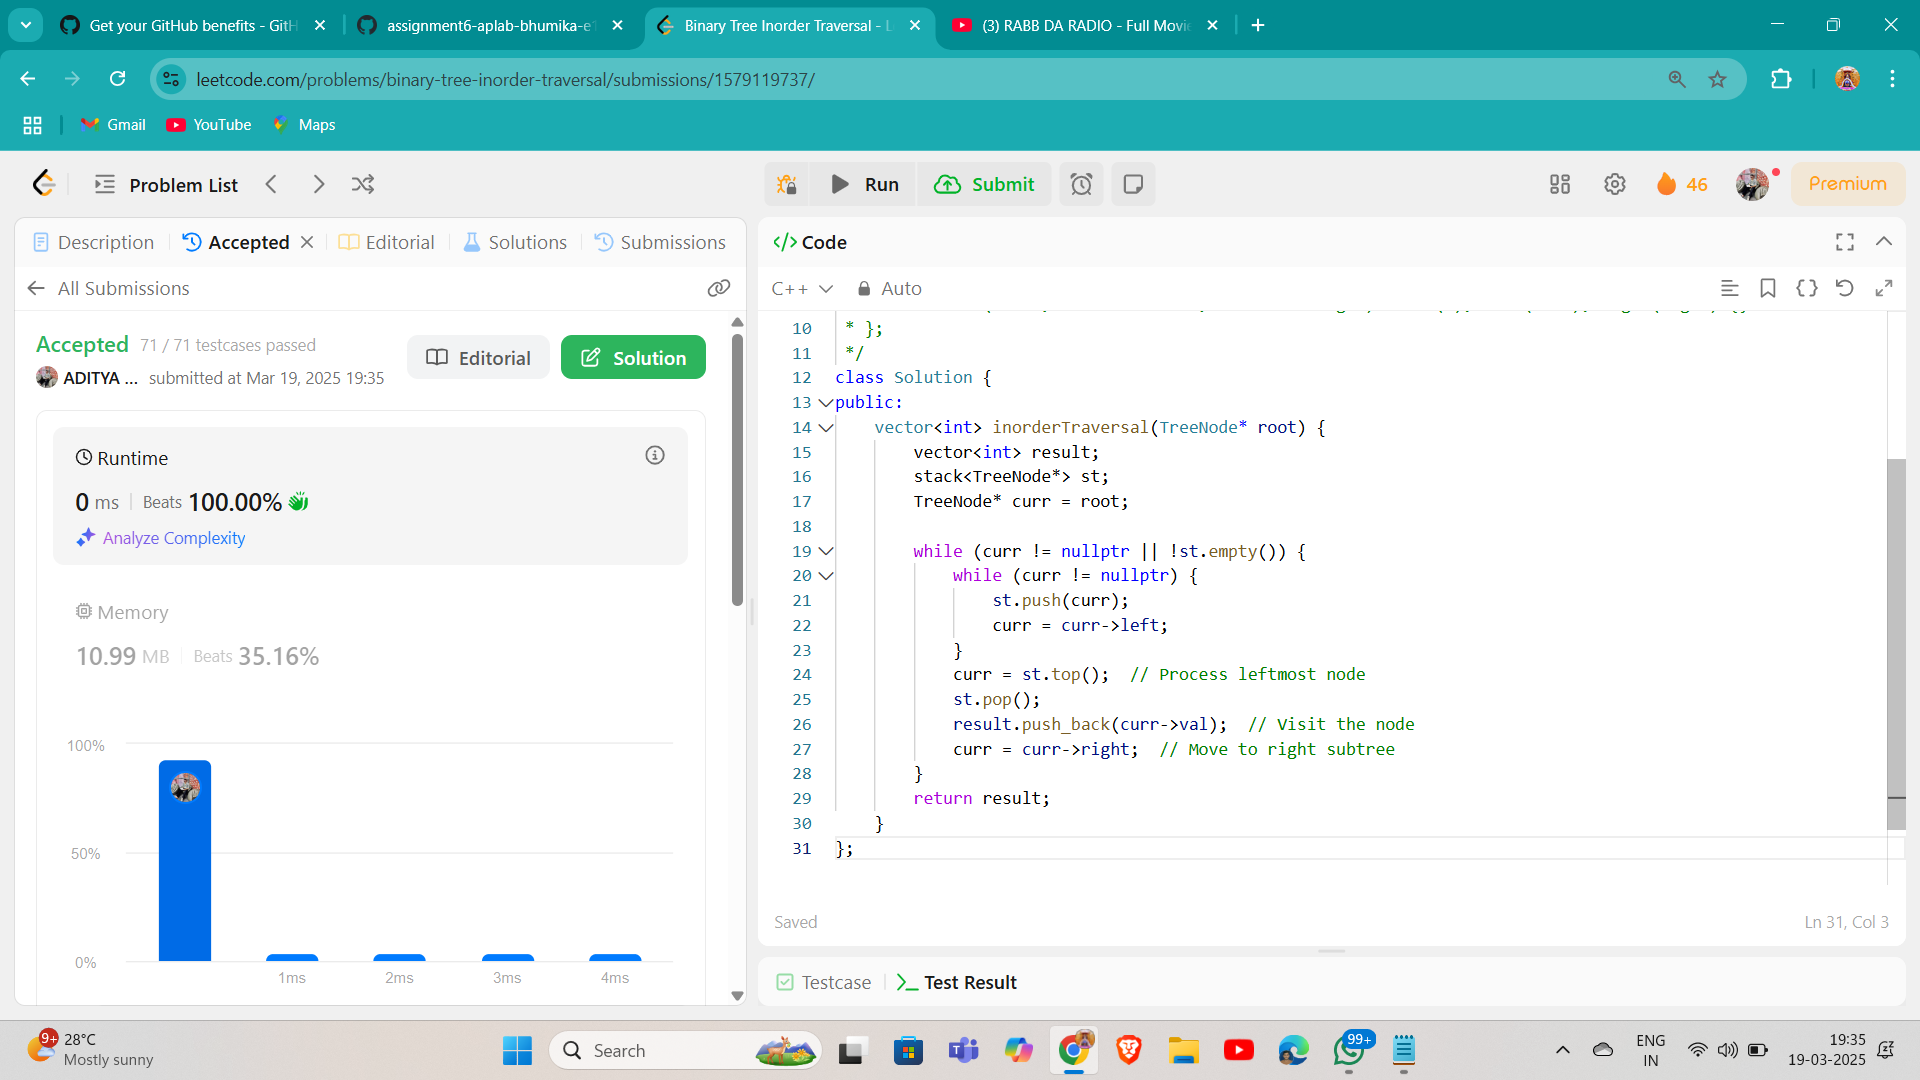 Get your GitHub benefits - GitH
assignment6-aplab-bhumika-e1
Binary Tree Inorder Traversal - L
(3) RABB DA RADIO - Full Movie
leetcode.com/problems/binary-tree-inorder-traversal/submissions/1579119737/
Gmail
YouTube
Maps
Problem List
Run
Submit
46
Premium
Description
Accepted
Editorial
Solutions
Submissions
All Submissions
Accepted 71 / 71 testcases passed
ADITYA ... submitted at Mar 19, 2025 19:35
Editorial
Solution
Runtime
0 ms Beats 100.00%
Analyze Complexity
Memory
10.99 MB Beats 35.16%
100%
50%
0%
1ms 2ms 3ms 4ms
</> Code
C++ Auto
10 * };
11 */
12 class Solution {
13 public:
14 vector<int> inorderTraversal(TreeNode* root) {
15 vector<int> result;
16 stack<TreeNode*> st;
17 TreeNode* curr = root;
18
19 while (curr != nullptr || !st.empty()) {
20 while (curr != nullptr) {
21 st.push(curr);
22 curr = curr->left;
23 }
24 curr = st.top(); // Process leftmost node
25 st.pop();
26 result.push_back(curr->val); // Visit the node
27 curr = curr->right; // Move to right subtree
28 }
29 return result;
30 }
31 };
Saved
Ln 31, Col 3
Testcase
Test Result
9+
28°C
Mostly sunny
Search
99+
ENG
IN
19:35
19-03-2025